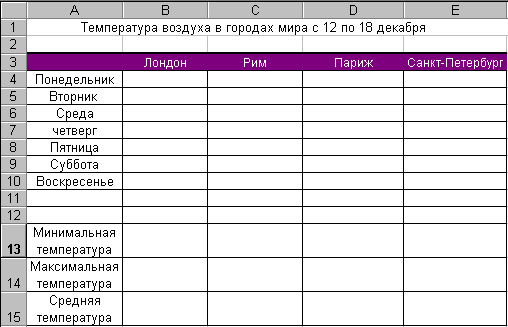 A B C D E
1 Температура воздуха в городах мира с 12 по 18 декабря
2
3 Лондон Рим Париж Санкт-Петербург
4 Понедельник
5 Вторник
6 Среда
7 четверг
8 Пятница
9 Суббота
10 Воскресенье
11
12
Минимальная
13 температура
Максимальная
14 температура
Средняя
15 температура